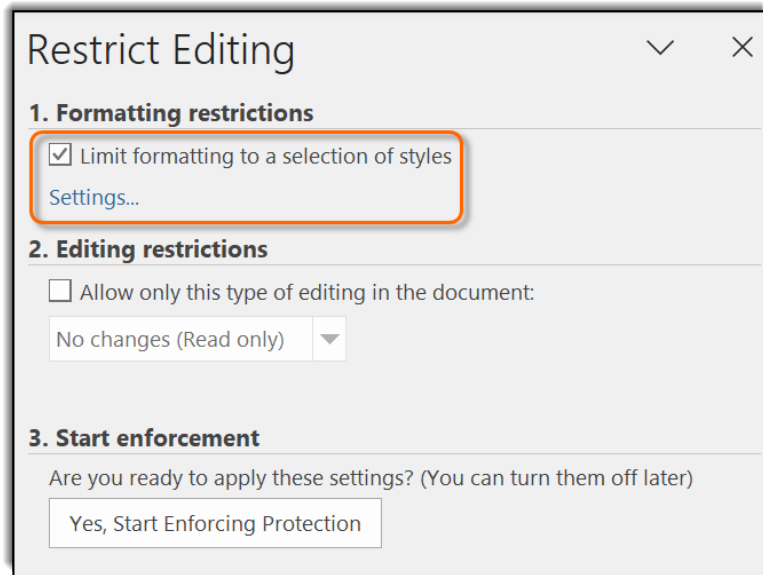 Restrict Editing
1. Formatting restrictions
Limit formatting to a selection of styles
Settings...
2. Editing restrictions
Allow only this type of editing in the document:
No changes (Read only)
3. Start enforcement
Are you ready to apply these settings? (You can turn them off later)
Yes, Start Enforcing Protection